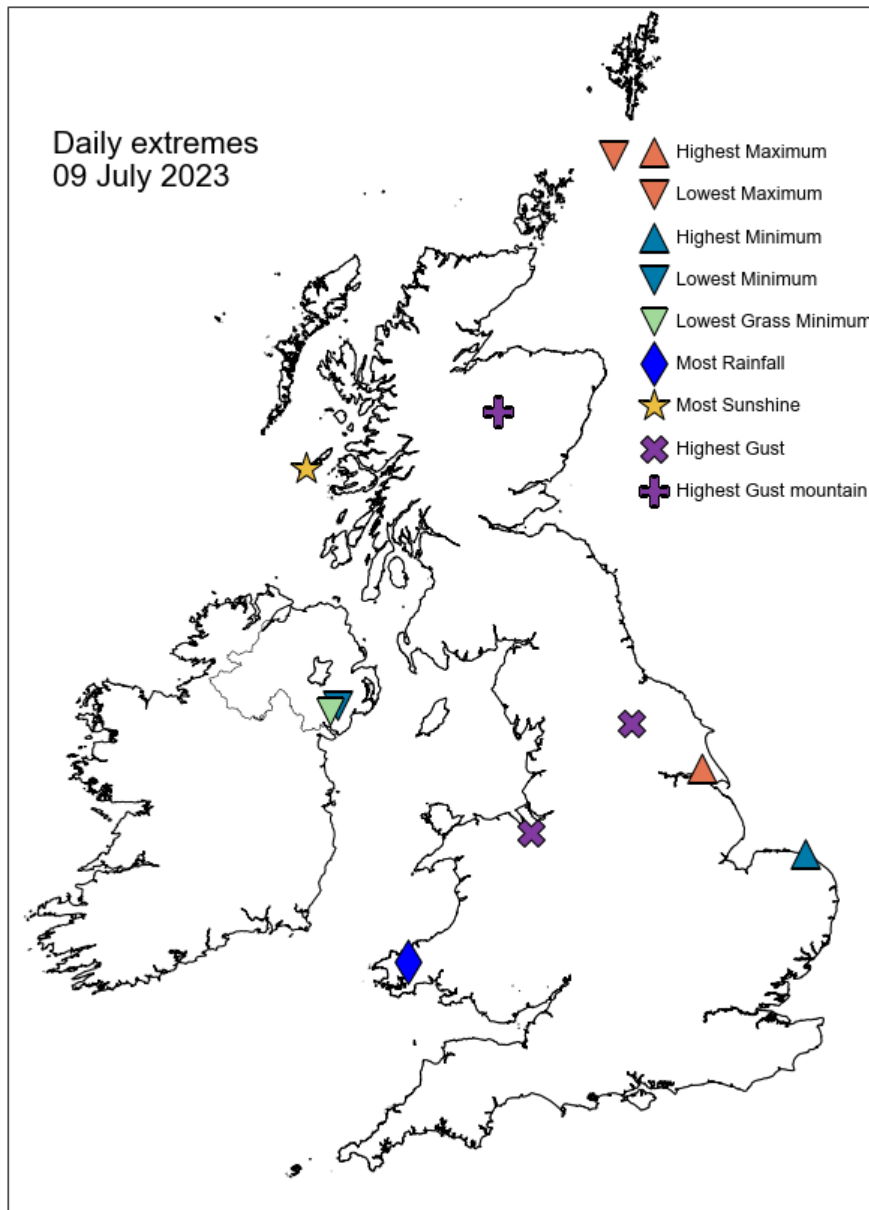 Daily extremes
09 July 2023
Highest Maximum
Lowest Maximum
Highest Minimum
Lowest Minimum
Lowest Grass Minimum
Most Rainfall
Most Sunshine
Highest Gust
Highest Gust mountain